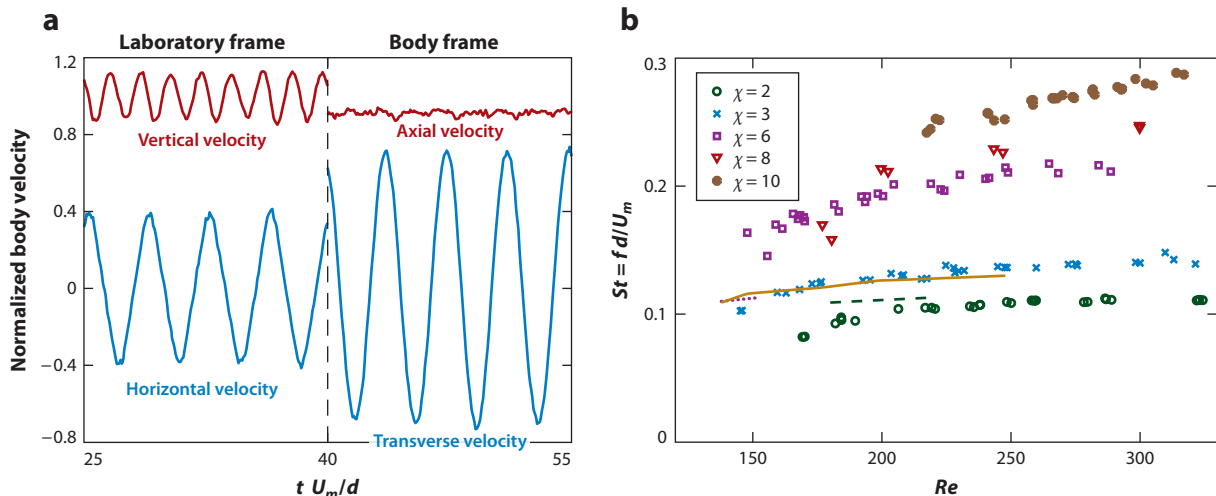 a
Laboratory frame
Body frame
Normalized body velocity
1.2
0.8
0.4
0
−0.4
−0.8
Vertical velocity
Axial velocity
Horizontal velocity
Transverse velocity
25
40
55
t U_m/d
b
St = f d/U_m
0.3
0.2
0.1
0
χ = 2
χ = 3
χ = 6
χ = 8
χ = 10
150
200
250
300
Re